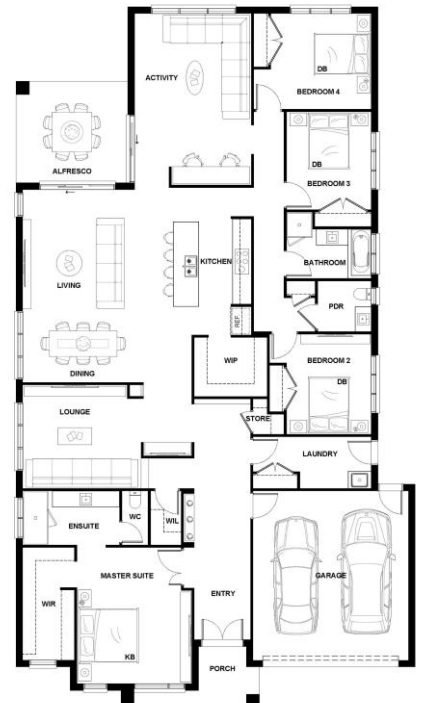 ACTIVITY
DB
BEDROOM 4
ALFRESCO
DB
BEDROOM 3
KITCHEN
BATHROOM
LIVING
PDR
REF.
WIP
BEDROOM 2
DB
DINING
LOUNGE
STORE
LAUNDRY
ENSUITE
WC
WIL
MASTER SUITE
GARAGE
WIR
ENTRY
KB
PORCH